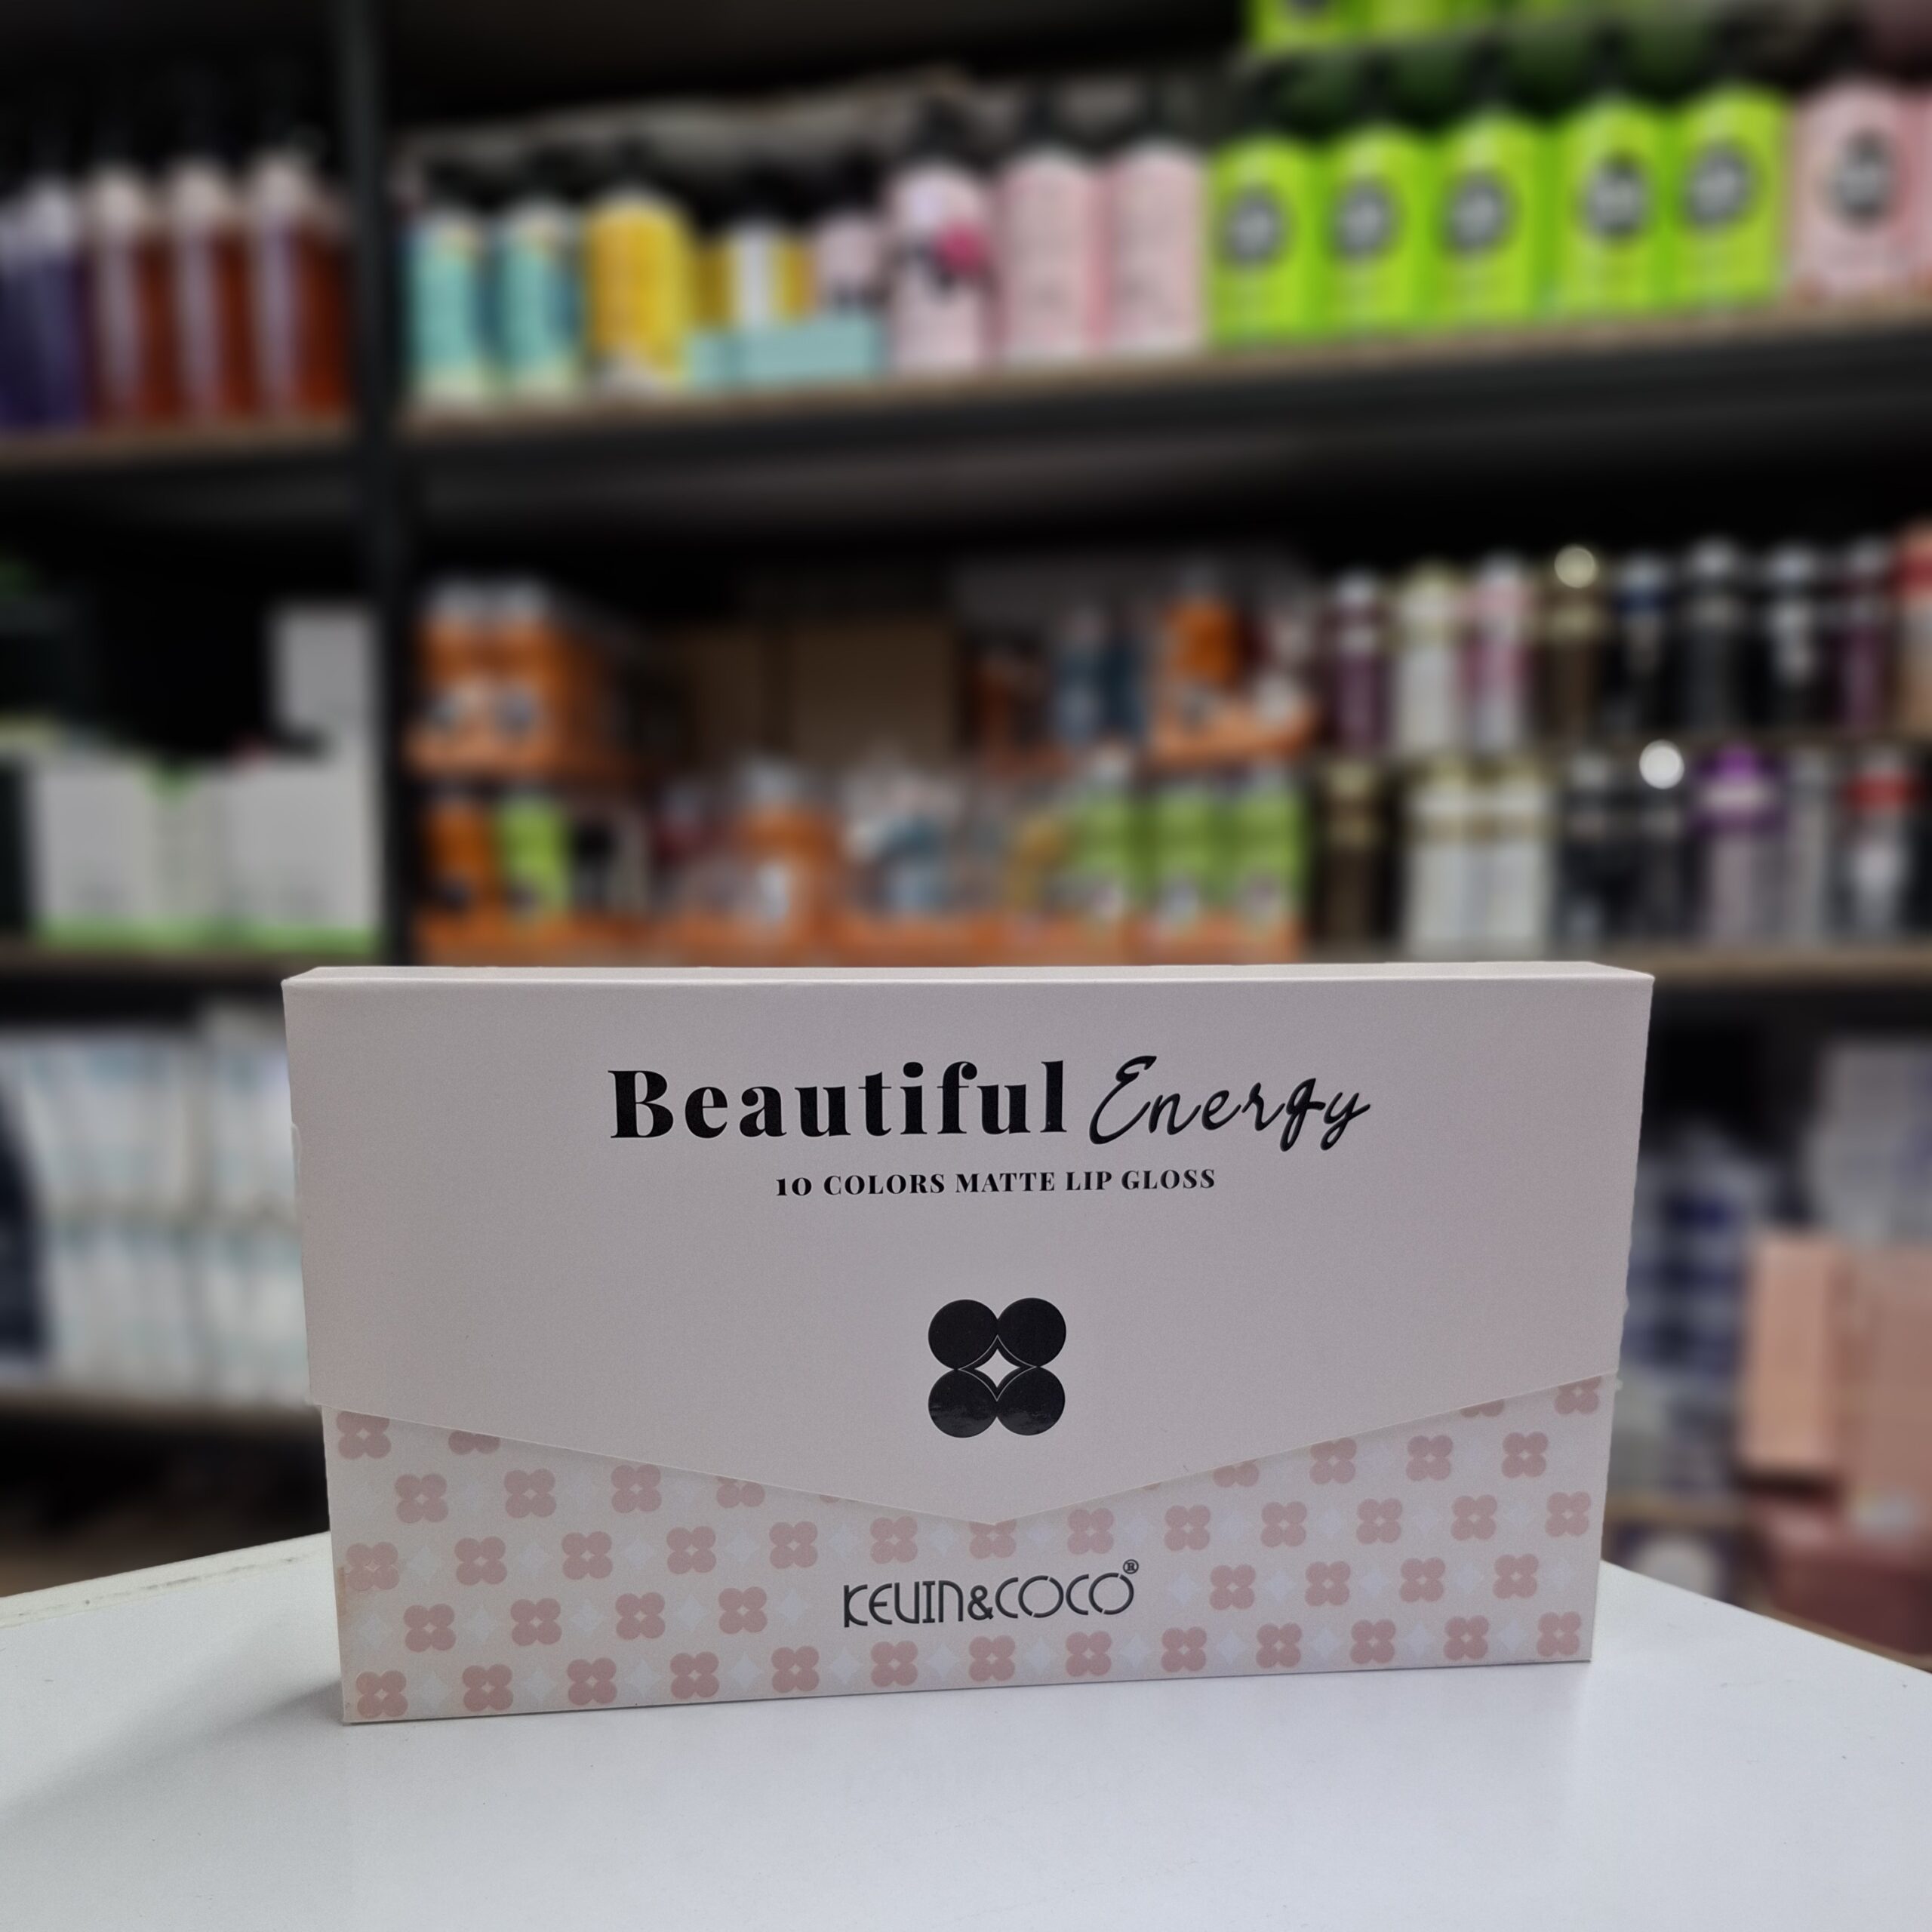 Beautiful Energy
10 COLORS MATTE LIP GLOSS
KEVIN&COCO®